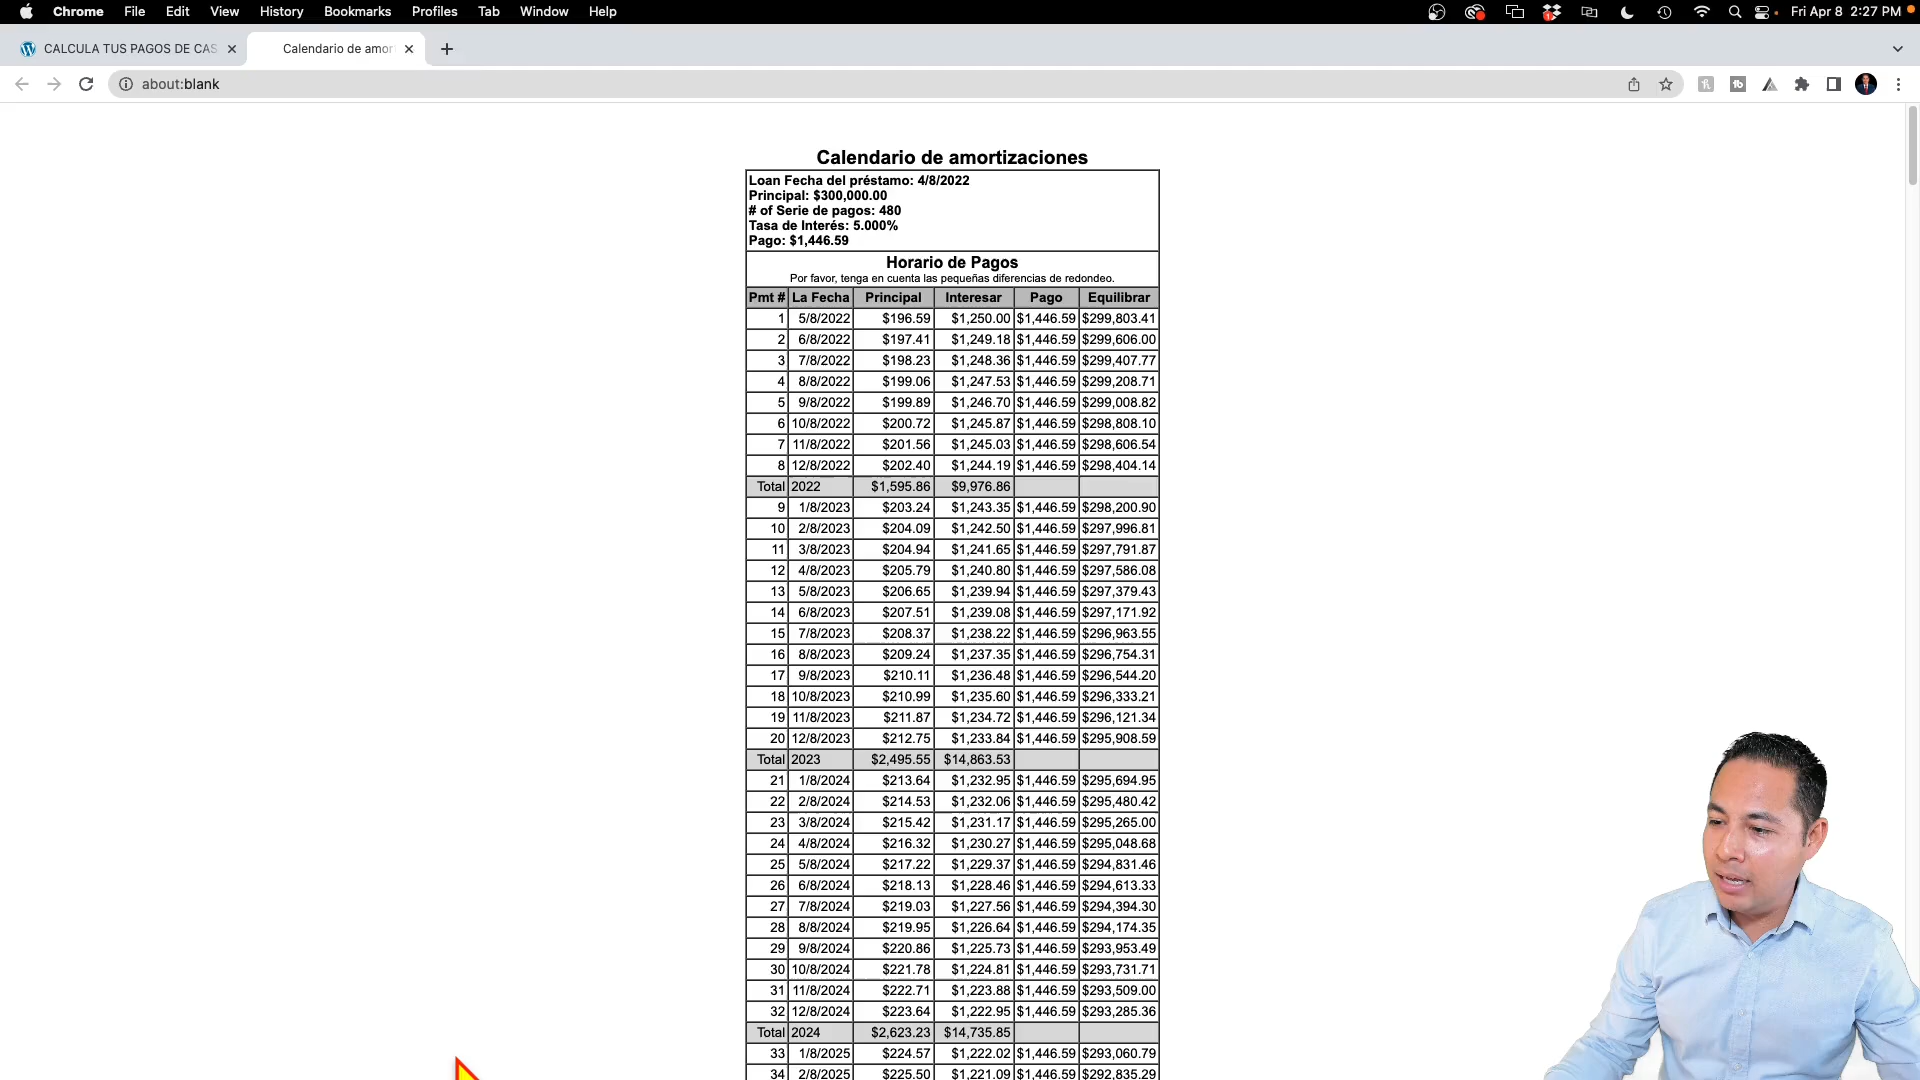 Chrome File Edit View History Bookmarks Profiles Tab Window Help Fri Apr 8 2:27 PM
CALCULA TUS PAGOS DE CAS Calendario de amor
about:blank
Calendario de amortizaciones
Loan Fecha del préstamo: 4/8/2022
Principal: $300,000.00
# of Serie de pagos: 480
Tasa de Interés: 5.000%
Pago: $1,446.59
Horario de Pagos
Por favor, tenga en cuenta las pequeñas diferencias de redondeo.
Pmt # La Fecha Principal Interesar Pago Equilibrar
1 5/8/2022 $196.59 $1,250.00 $1,446.59 $299,803.41
2 6/8/2022 $197.41 $1,249.18 $1,446.59 $299,606.00
3 7/8/2022 $198.23 $1,248.36 $1,446.59 $299,407.77
4 8/8/2022 $199.06 $1,247.53 $1,446.59 $299,208.71
5 9/8/2022 $199.89 $1,246.70 $1,446.59 $299,008.82
6 10/8/2022 $200.72 $1,245.87 $1,446.59 $298,808.10
7 11/8/2022 $201.56 $1,245.03 $1,446.59 $298,606.54
8 12/8/2022 $202.40 $1,244.19 $1,446.59 $298,404.14
Total 2022 $1,595.86 $9,976.86
9 1/8/2023 $203.24 $1,243.35 $1,446.59 $298,200.90
10 2/8/2023 $204.09 $1,242.50 $1,446.59 $297,996.81
11 3/8/2023 $204.94 $1,241.65 $1,446.59 $297,791.87
12 4/8/2023 $205.79 $1,240.80 $1,446.59 $297,586.08
13 5/8/2023 $206.65 $1,239.94 $1,446.59 $297,379.43
14 6/8/2023 $207.51 $1,239.08 $1,446.59 $297,171.92
15 7/8/2023 $208.37 $1,238.22 $1,446.59 $296,963.55
16 8/8/2023 $209.24 $1,237.35 $1,446.59 $296,754.31
17 9/8/2023 $210.11 $1,236.48 $1,446.59 $296,544.20
18 10/8/2023 $210.99 $1,235.60 $1,446.59 $296,333.21
19 11/8/2023 $211.87 $1,234.72 $1,446.59 $296,121.34
20 12/8/2023 $212.75 $1,233.84 $1,446.59 $295,908.59
Total 2023 $2,495.55 $14,863.53
21 1/8/2024 $213.64 $1,232.95 $1,446.59 $295,694.95
22 2/8/2024 $214.53 $1,232.06 $1,446.59 $295,480.42
23 3/8/2024 $215.42 $1,231.17 $1,446.59 $295,265.00
24 4/8/2024 $216.32 $1,230.27 $1,446.59 $295,048.68
25 5/8/2024 $217.22 $1,229.37 $1,446.59 $294,831.46
26 6/8/2024 $218.13 $1,228.46 $1,446.59 $294,613.33
27 7/8/2024 $219.03 $1,227.56 $1,446.59 $294,394.30
28 8/8/2024 $219.95 $1,226.64 $1,446.59 $294,174.35
29 9/8/2024 $220.86 $1,225.73 $1,446.59 $293,953.49
30 10/8/2024 $221.78 $1,224.81 $1,446.59 $293,731.71
31 11/8/2024 $222.71 $1,223.88 $1,446.59 $293,509.00
32 12/8/2024 $223.64 $1,222.95 $1,446.59 $293,285.36
Total 2024 $2,623.23 $14,735.85
33 1/8/2025 $224.57 $1,222.02 $1,446.59 $293,060.79
34 2/8/2025 $225.50 $1,221.09 $1,446.59 $292,835.29